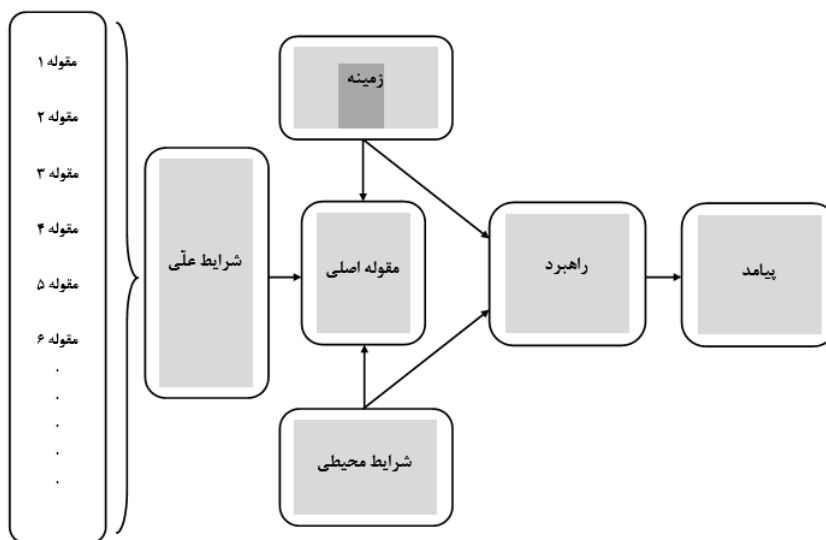 مقوله ۱
مقوله ۲
مقوله ۳
مقوله ۴
مقوله ۵
مقوله ۶
.
.
.
.
.
شرایط علّی
زمینه
مقوله اصلی
شرایط محیطی
راهبرد
پیامد